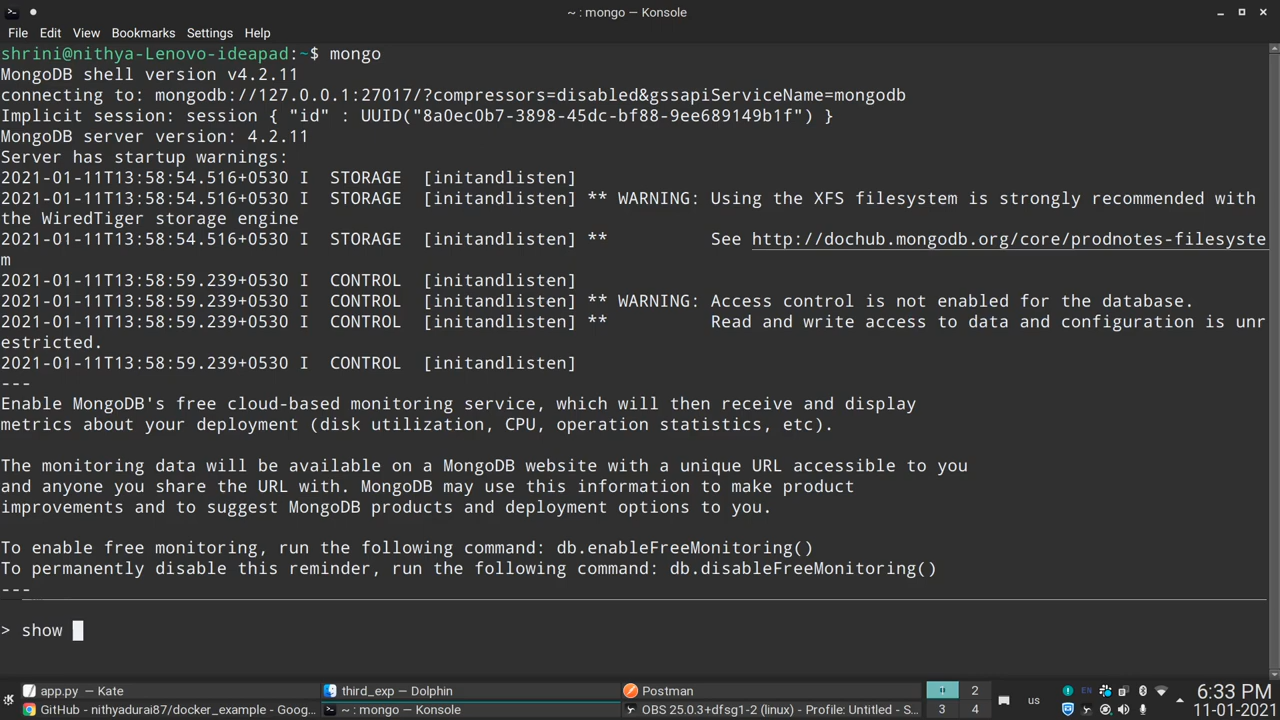 ~ : mongo — Konsole
File Edit View Bookmarks Settings Help
shrini@nithya-Lenovo-ideapad:~$ mongo
MongoDB shell version v4.2.11
connecting to: mongodb://127.0.0.1:27017/?compressors=disabled&gssapiServiceName=mongodb
Implicit session: session { "id" : UUID("8a0ec0b7-3898-45dc-bf88-9ee689149b1f") }
MongoDB server version: 4.2.11
Server has startup warnings:
2021-01-11T13:58:54.516+0530 I  STORAGE  [initandlisten]
2021-01-11T13:58:54.516+0530 I  STORAGE  [initandlisten] ** WARNING: Using the XFS filesystem is strongly recommended with
the WiredTiger storage engine
2021-01-11T13:58:54.516+0530 I  STORAGE  [initandlisten] **          See http://dochub.mongodb.org/core/prodnotes-filesyste
m
2021-01-11T13:58:59.239+0530 I  CONTROL  [initandlisten]
2021-01-11T13:58:59.239+0530 I  CONTROL  [initandlisten] ** WARNING: Access control is not enabled for the database.
2021-01-11T13:58:59.239+0530 I  CONTROL  [initandlisten] **          Read and write access to data and configuration is unr
estricted.
2021-01-11T13:58:59.239+0530 I  CONTROL  [initandlisten]
---
Enable MongoDB's free cloud-based monitoring service, which will then receive and display
metrics about your deployment (disk utilization, CPU, operation statistics, etc).
The monitoring data will be available on a MongoDB website with a unique URL accessible to you
and anyone you share the URL with. MongoDB may use this information to make product
improvements and to suggest MongoDB products and deployment options to you.
To enable free monitoring, run the following command: db.enableFreeMonitoring()
To permanently disable this reminder, run the following command: db.disableFreeMonitoring()
---
> show
app.py — Kate third_exp — Dolphin Postman 2 EN 6:33 PM
GitHub - nithyadurai87/docker_example - Goog... ~ : mongo — Konsole OBS 25.0.3+dfsg1-2 (linux) - Profile: Untitled - S... 3 4 us 11-01-2021